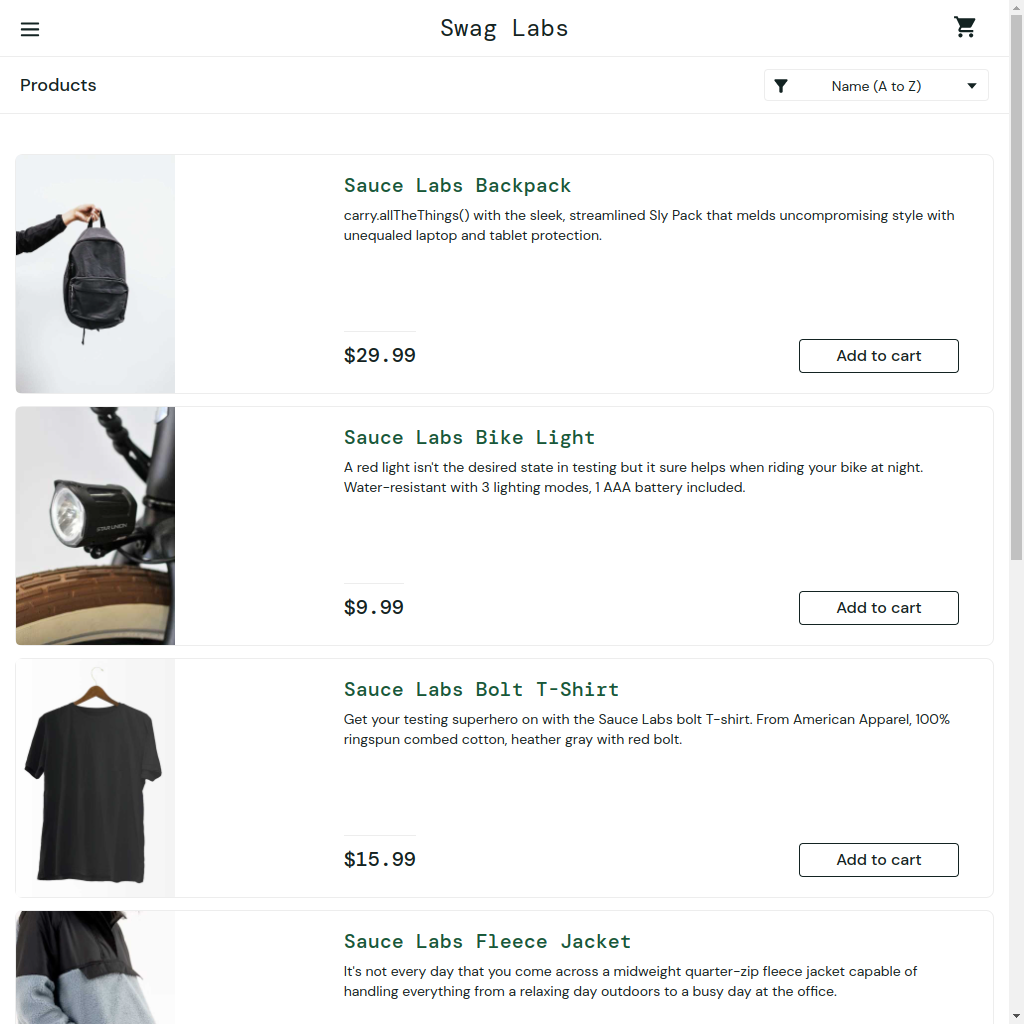 Swag Labs
Products
Name (A to Z)
Sauce Labs Backpack
carry.allTheThings() with the sleek, streamlined Sly Pack that melds uncompromising style with
unequaled laptop and tablet protection.
$29.99
Add to cart
Sauce Labs Bike Light
A red light isn't the desired state in testing but it sure helps when riding your bike at night.
Water-resistant with 3 lighting modes, 1 AAA battery included.
$9.99
Add to cart
Sauce Labs Bolt T-Shirt
Get your testing superhero on with the Sauce Labs bolt T-shirt. From American Apparel, 100%
ringspun combed cotton, heather gray with red bolt.
$15.99
Add to cart
Sauce Labs Fleece Jacket
It's not every day that you come across a midweight quarter-zip fleece jacket capable of
handling everything from a relaxing day outdoors to a busy day at the office.